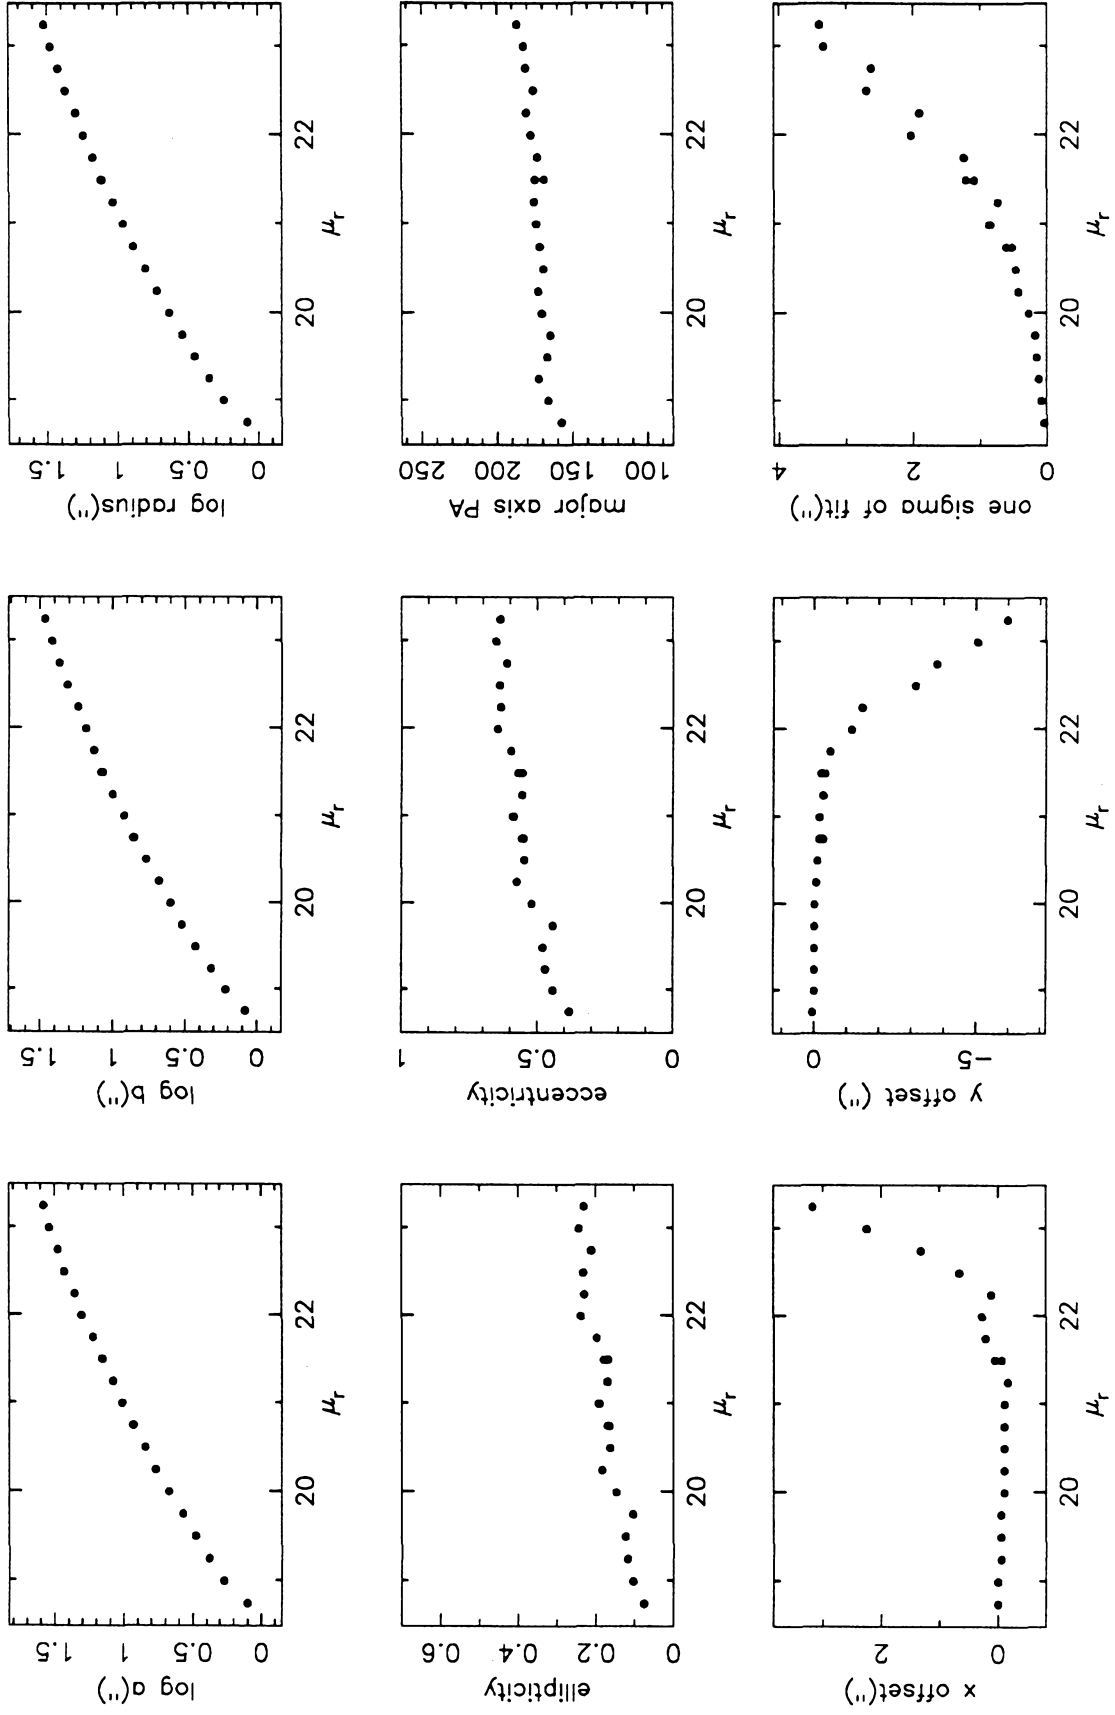 log a('')
0 0.5 1 1.5
20 22
μr
log b('')
0 0.5 1 1.5
20 22
μr
log radius('')
0 0.5 1 1.5
20 22
μr
ellipticity
0 0.2 0.4 0.6
20 22
μr
eccentricity
0 0.5 1
20 22
μr
major axis PA
100 150 200 250
20 22
μr
x offset('')
0 2
20 22
μr
y offset ('')
-5 0
20 22
μr
one sigma of fit('')
0 2 4
20 22
μr